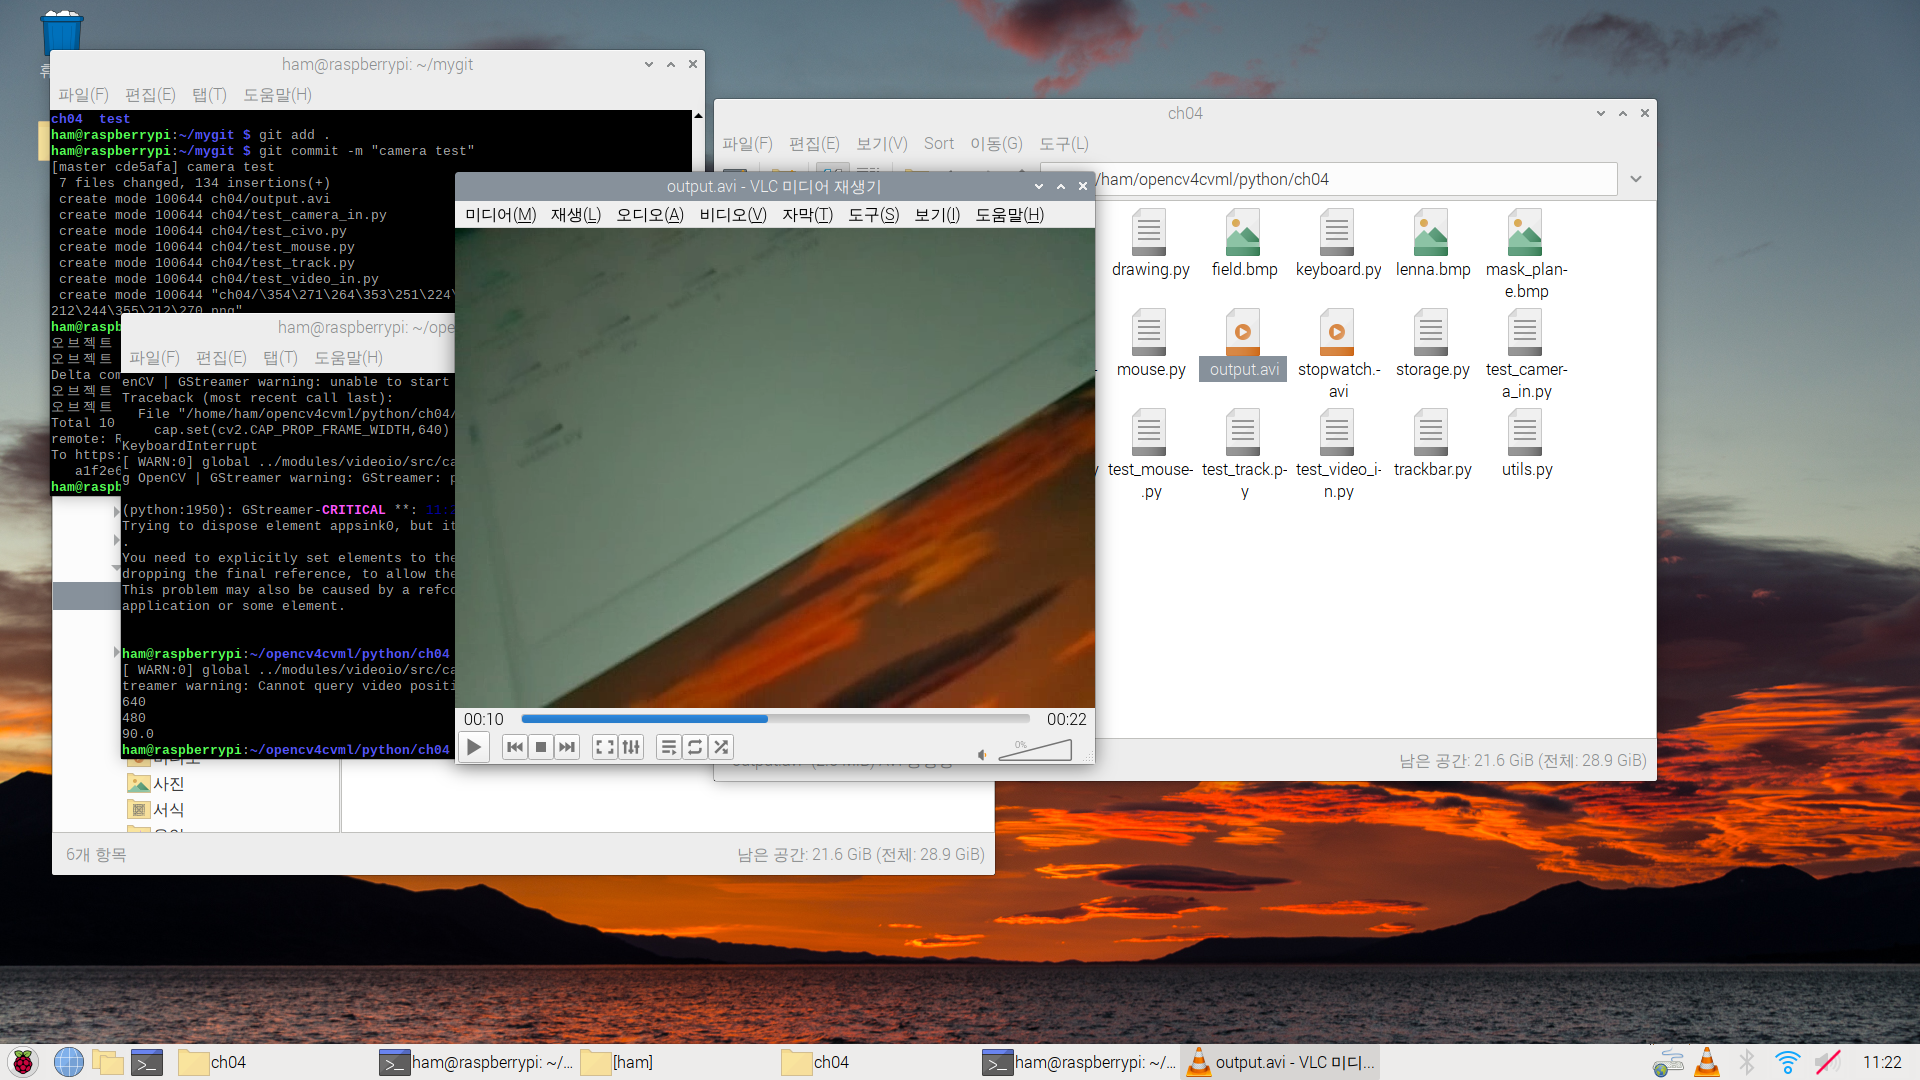 ham@raspberrypi: ~/mygit
파일(F) 편집(E) 탭(T) 도움말(H)
ch04 test
ham@raspberrypi:~/mygit $ git add .
ham@raspberrypi:~/mygit $ git commit -m "camera test"
[master cde5afa] camera test
7 files changed, 134 insertions(+)
create mode 100644 ch04/output.avi
create mode 100644 ch04/test_camera_in.py
create mode 100644 ch04/test_civo.py
create mode 100644 ch04/test_mouse.py
create mode 100644 ch04/test_track.py
create mode 100644 ch04/test_video_in.py
create mode 100644 "ch04/\354\271\264\353\251\224\
212\244\355\212\270.png"
ham@raspb
오브젝트
오브젝트
Delta com
오브젝트
오브젝트
Total 10
remote: R
To https:
a1f2e6
ham@raspb
ham@raspberrypi: ~/ope
파일(F) 편집(E) 탭(T) 도움말(H)
enCV | GStreamer warning: unable to start
Traceback (most recent call last):
File "/home/ham/opencv4cvml/python/ch04/
cap.set(cv2.CAP_PROP_FRAME_WIDTH,640)
KeyboardInterrupt
[ WARN:0] global ../modules/videoio/src/ca
g OpenCV | GStreamer warning: GStreamer: p
(python:1950): GStreamer-CRITICAL **: 11:2
Trying to dispose element appsink0, but it
.
You need to explicitly set elements to the
dropping the final reference, to allow the
This problem may also be caused by a refco
application or some element.
ham@raspberrypi:~/opencv4cvml/python/ch04
[ WARN:0] global ../modules/videoio/src/ca
treamer warning: Cannot query video positi
640
480
90.0
ham@raspberrypi:~/opencv4cvml/python/ch04
사진
서식
6개 항목
남은 공간: 21.6 GiB (전체: 28.9 GiB)
output.avi - VLC 미디어 재생기
미디어(M) 재생(L) 오디오(A) 비디오(V) 자막(T) 도구(S) 보기(I) 도움말(H)
00:10 00:22
0%
ch04
파일(F) 편집(E) 보기(V) Sort 이동(G) 도구(L)
/ham/opencv4cvml/python/ch04
drawing.py field.bmp keyboard.py lenna.bmp mask_plan-
e.bmp
mouse.py output.avi stopwatch.- storage.py test_camer-
avi a_in.py
test_mouse- test_track.p- test_video_i- trackbar.py utils.py
.py y n.py
남은 공간: 21.6 GiB (전체: 28.9 GiB)
ch04 ham@raspberrypi: ~/... [ham] ch04 ham@raspberrypi: ~/... output.avi - VLC 미디... 11:22